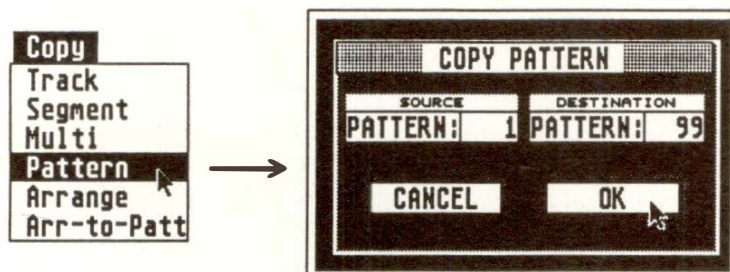 Copy
Track
Segment
Multi
Pattern
Arrange
Arr-to-Patt
COPY PATTERN
SOURCE DESTINATION
PATTERN: 1 PATTERN: 99
CANCEL OK